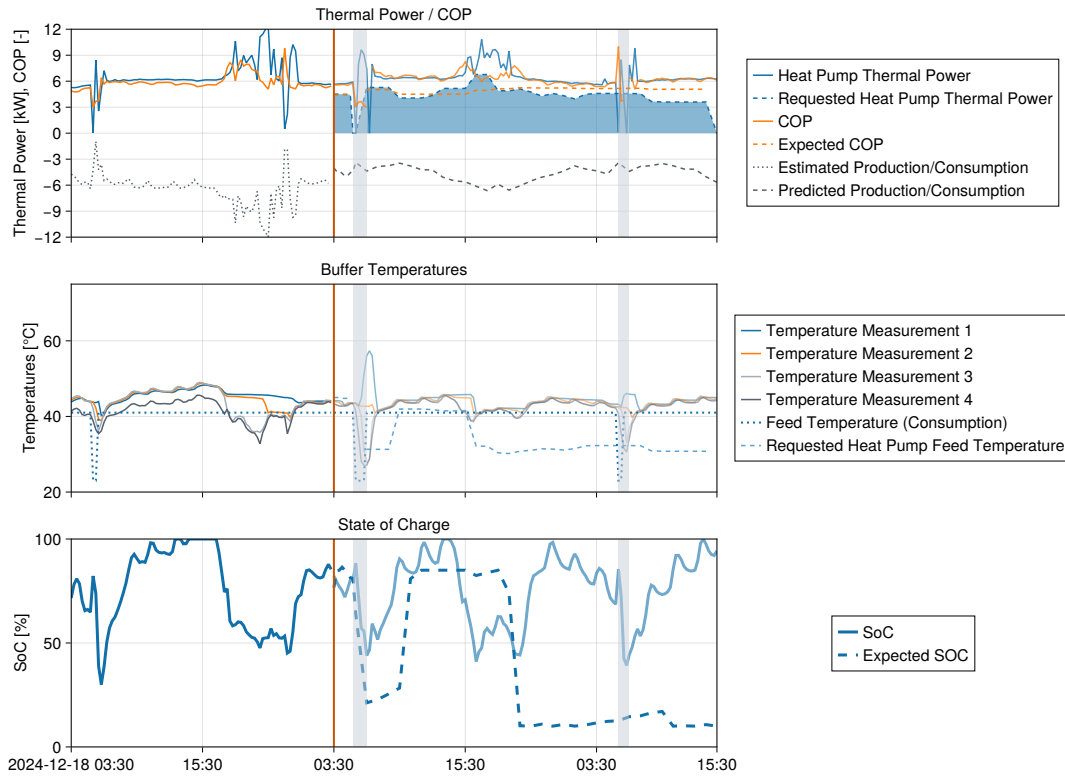 Thermal Power / COP
Thermal Power [kW], COP [-]
12
9
6
3
0
−3
−6
−9
−12
Heat Pump Thermal Power
Requested Heat Pump Thermal Power
COP
Expected COP
Estimated Production/Consumption
Predicted Production/Consumption
Buffer Temperatures
Temperatures [°C]
60
40
20
Temperature Measurement 1
Temperature Measurement 2
Temperature Measurement 3
Temperature Measurement 4
Feed Temperature (Consumption)
Requested Heat Pump Feed Temperature
State of Charge
SoC [%]
100
50
0
SoC
Expected SOC
2024-12-18 03:30 15:30 03:30 15:30 03:30 15:30